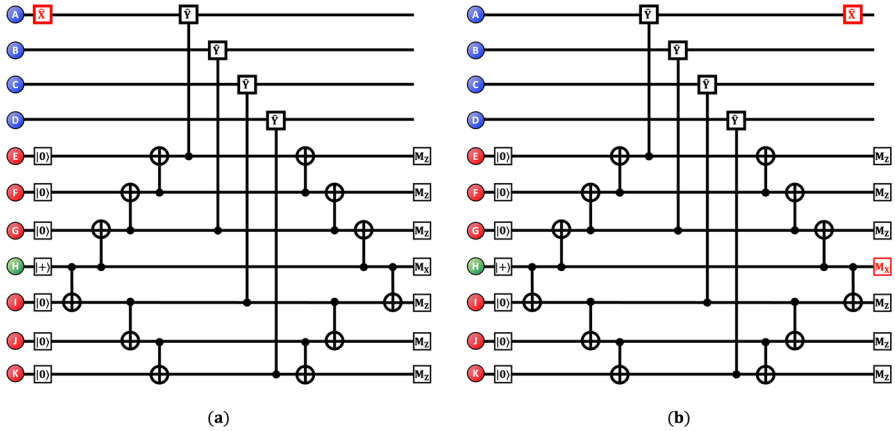 A X̂ Ŷ A Ŷ X̂
B Ŷ B Ŷ
C Ŷ C Ŷ
D Ŷ D Ŷ
E |0⟩ M_Z E |0⟩ M_Z
F |0⟩ M_Z F |0⟩ M_Z
G |0⟩ M_Z G |0⟩ M_Z
H |+⟩ M_X H |+⟩ M_X
I |0⟩ M_Z I |0⟩ M_Z
J |0⟩ M_Z J |0⟩ M_Z
K |0⟩ M_Z K |0⟩ M_Z
(a) (b)